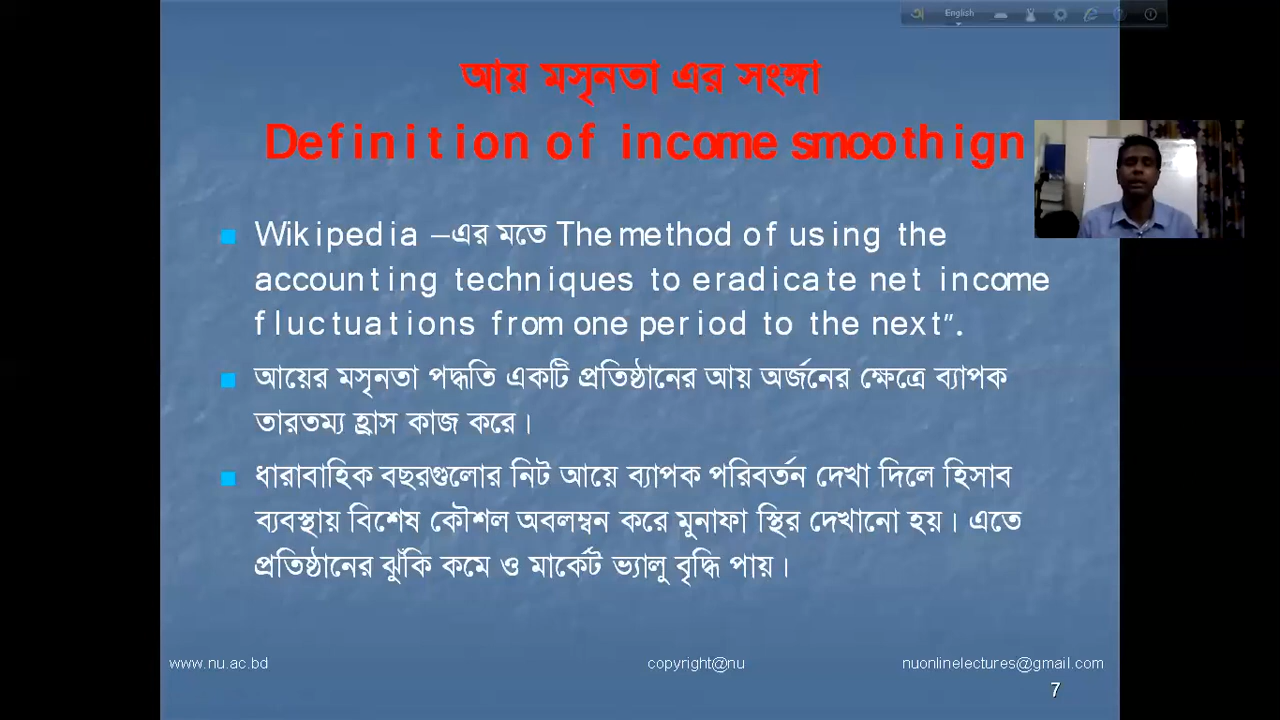 English
আয় মসৃনতা এর সংঙ্গা
Definition of income smoothign
Wikipedia –এর মতে The method of using the
accounting techniques to eradicate net income
fluctuations from one period to the next”.
আয়ের মসৃনতা পদ্ধতি একটি প্রতিষ্ঠানের আয় অর্জনের ক্ষেত্রে ব্যাপক
তারতম্য হ্রাস কাজ করে।
ধারাবাহিক বছরগুলোর নিট আয়ে ব্যাপক পরিবর্তন দেখা দিলে হিসাব
ব্যবস্থায় বিশেষ কৌশল অবলম্বন করে মুনাফা স্থির দেখানো হয়। এতে
প্রতিষ্ঠানের ঝুঁকি কমে ও মার্কেট ভ্যালু বৃদ্ধি পায়।
www.nu.ac.bd copyright@nu nuonlinelectures@gmail.com
7